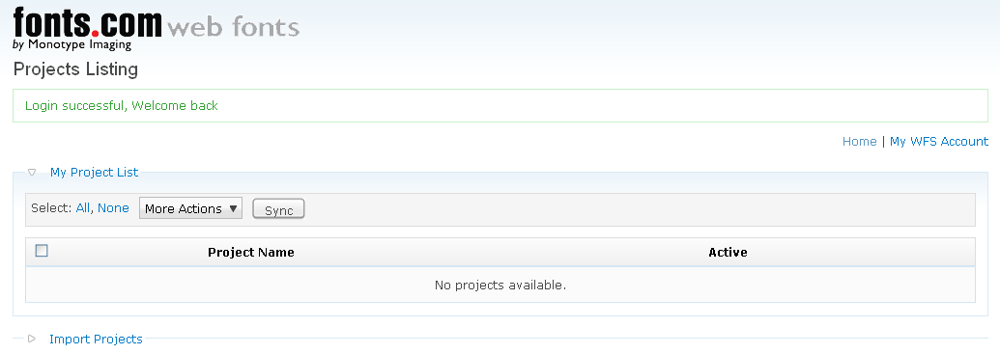 fonts.com web fonts
by Monotype Imaging
Projects Listing
Login successful, Welcome back
Home | My WFS Account
My Project List
Select: All, None More Actions Sync
Project Name Active
No projects available.
Import Projects